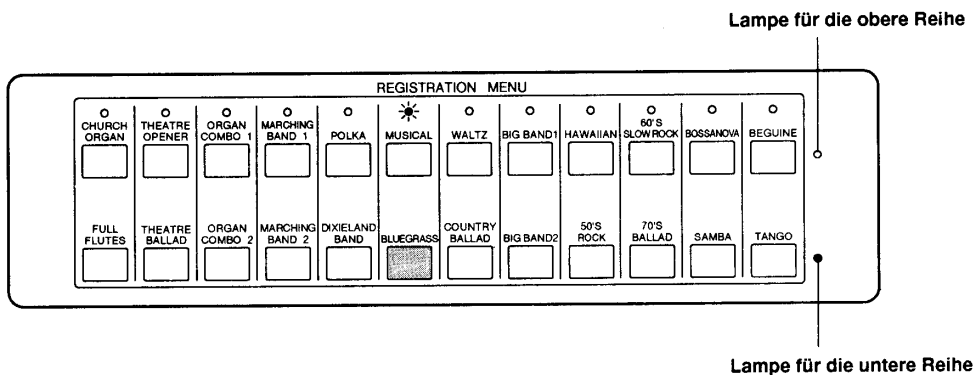 Lampe für die obere Reihe
REGISTRATION MENU
CHURCH ORGAN
THEATRE OPENER
ORGAN COMBO 1
MARCHING BAND 1
POLKA
MUSICAL
WALTZ
BIG BAND1
HAWAIIAN
60'S SLOW ROCK
BOSSANOVA
BEGUINE
FULL FLUTES
THEATRE BALLAD
ORGAN COMBO 2
MARCHING BAND 2
DIXIELAND BAND
BLUEGRASS
COUNTRY BALLAD
BIG BAND2
50'S ROCK
70'S BALLAD
SAMBA
TANGO
Lampe für die untere Reihe